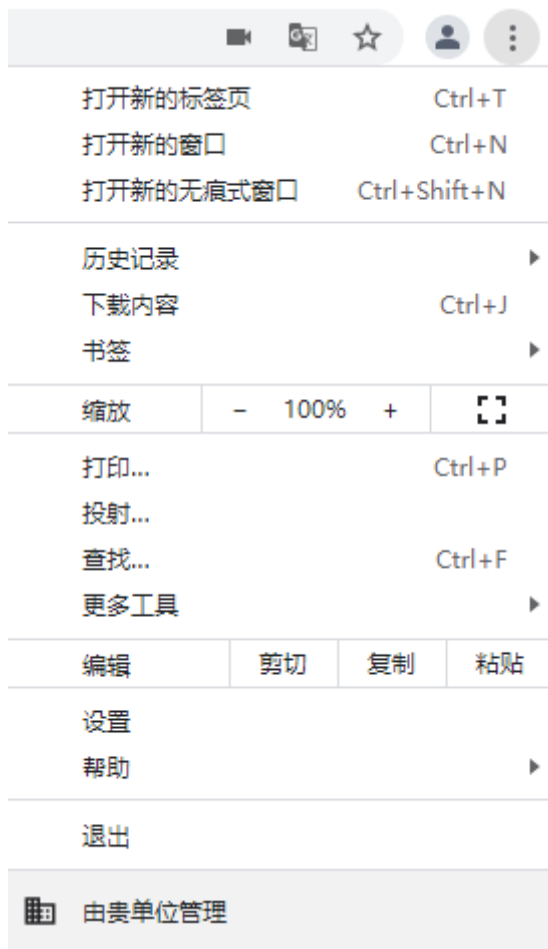 打开新的标签页 Ctrl+T
打开新的窗口 Ctrl+N
打开新的无痕式窗口 Ctrl+Shift+N
历史记录
下载内容 Ctrl+J
书签
缩放 - 100% +
打印... Ctrl+P
投射...
查找... Ctrl+F
更多工具
编辑 剪切 复制 粘贴
设置
帮助
退出
由贵单位管理